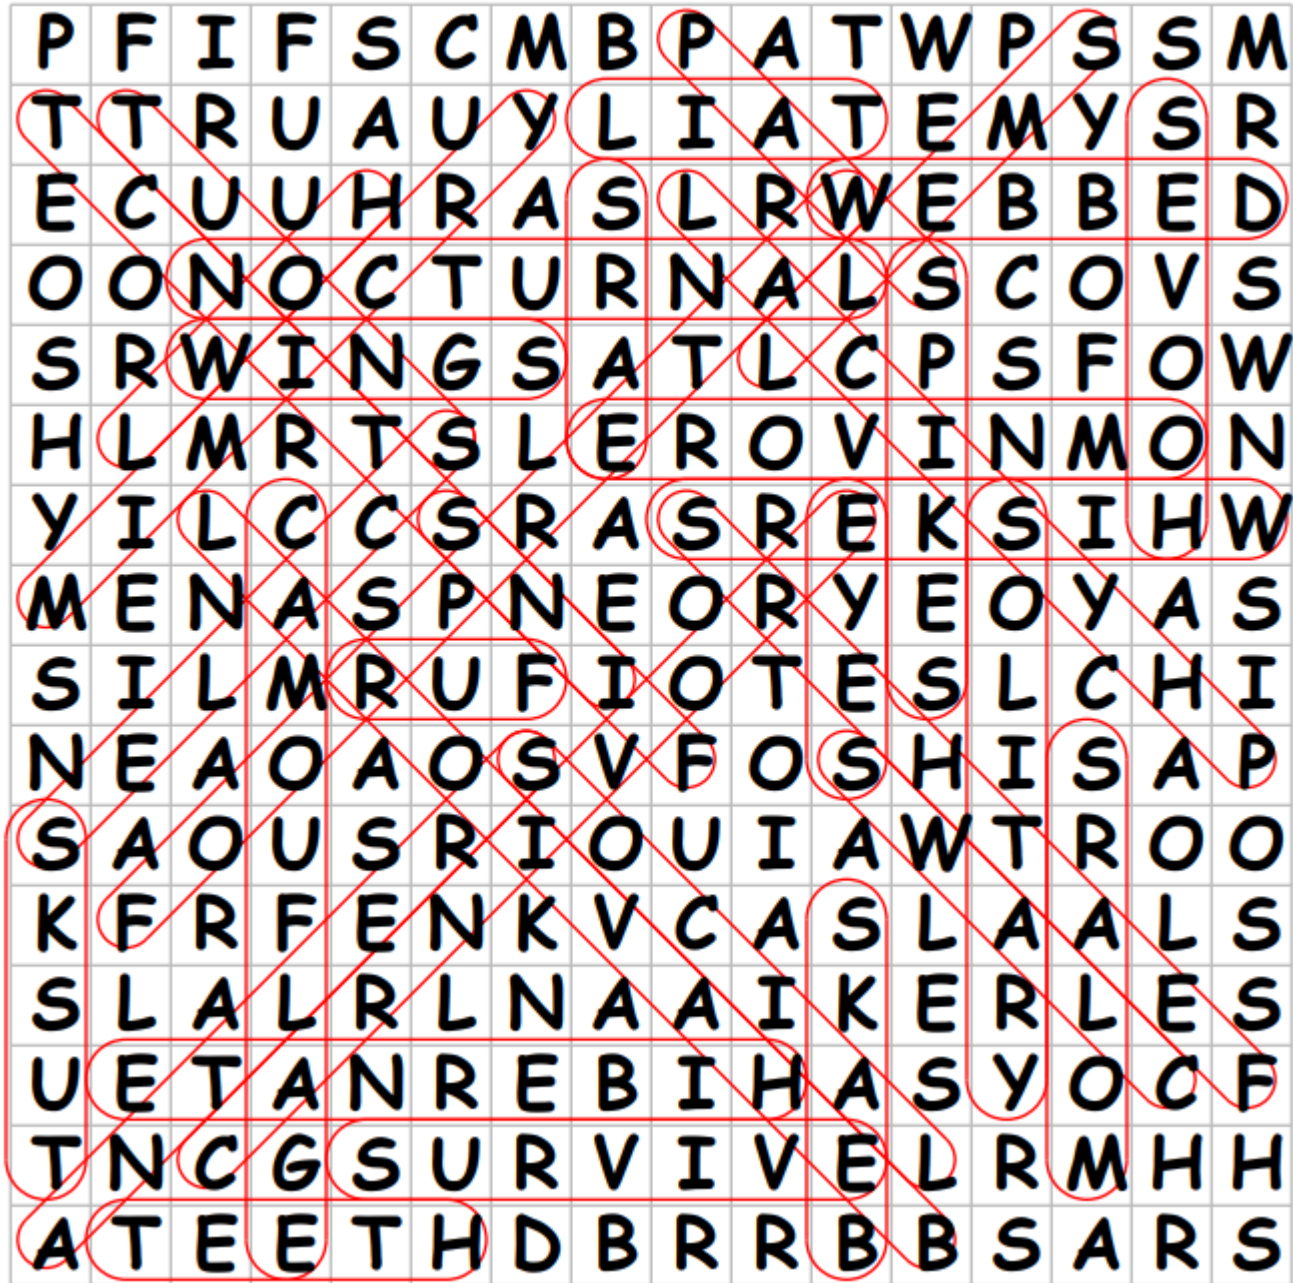 P F I F S C M B P A T W P S S M
T T R U A U Y L I A T E M Y S R
E C U U H R A S L R W E B B E D
O O N O C T U R N A L S C O V S
S R W I N G S A T L C P S F O W
H L M R T S L E R O V I N M O N
Y I L C C S R A S R E K S I H W
M E N A S P N E O R Y E O Y A S
S I L M R U F I O T E S L C H I
N E A O A O S V F O S H I S A P
S A O U S R I O U I A W T R O O
K F R F E N K V C A S L A A L S
S L A L R L N A A I K E R L E S
U E T A N R E B I H A S Y O C F
T N C G S U R V I V E L R M H H
A T E E T H D B R R B B S A R S